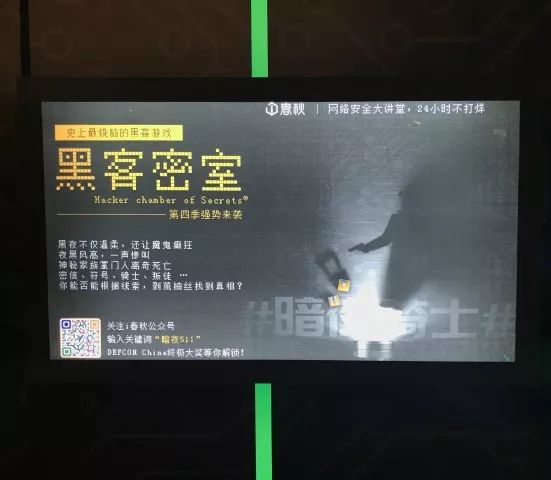 春秋 | 网络安全大讲堂，24小时不打烊
史上最烧脑的黑客游戏
黑客密室
Hacker chamber of Secrets®
第四季强势来袭
黑夜不仅温柔，还让魔鬼癫狂
夜黑风高，一声惨叫
神秘家族掌门人离奇死亡
密信、符号、骑士、叛徒 …
你能否能根据线索，剥茧抽丝找到真相？
#暗夜骑士#
关注i春秋公众号
输入关键词“暗夜511”
DEFCON China终极大奖等你解锁！